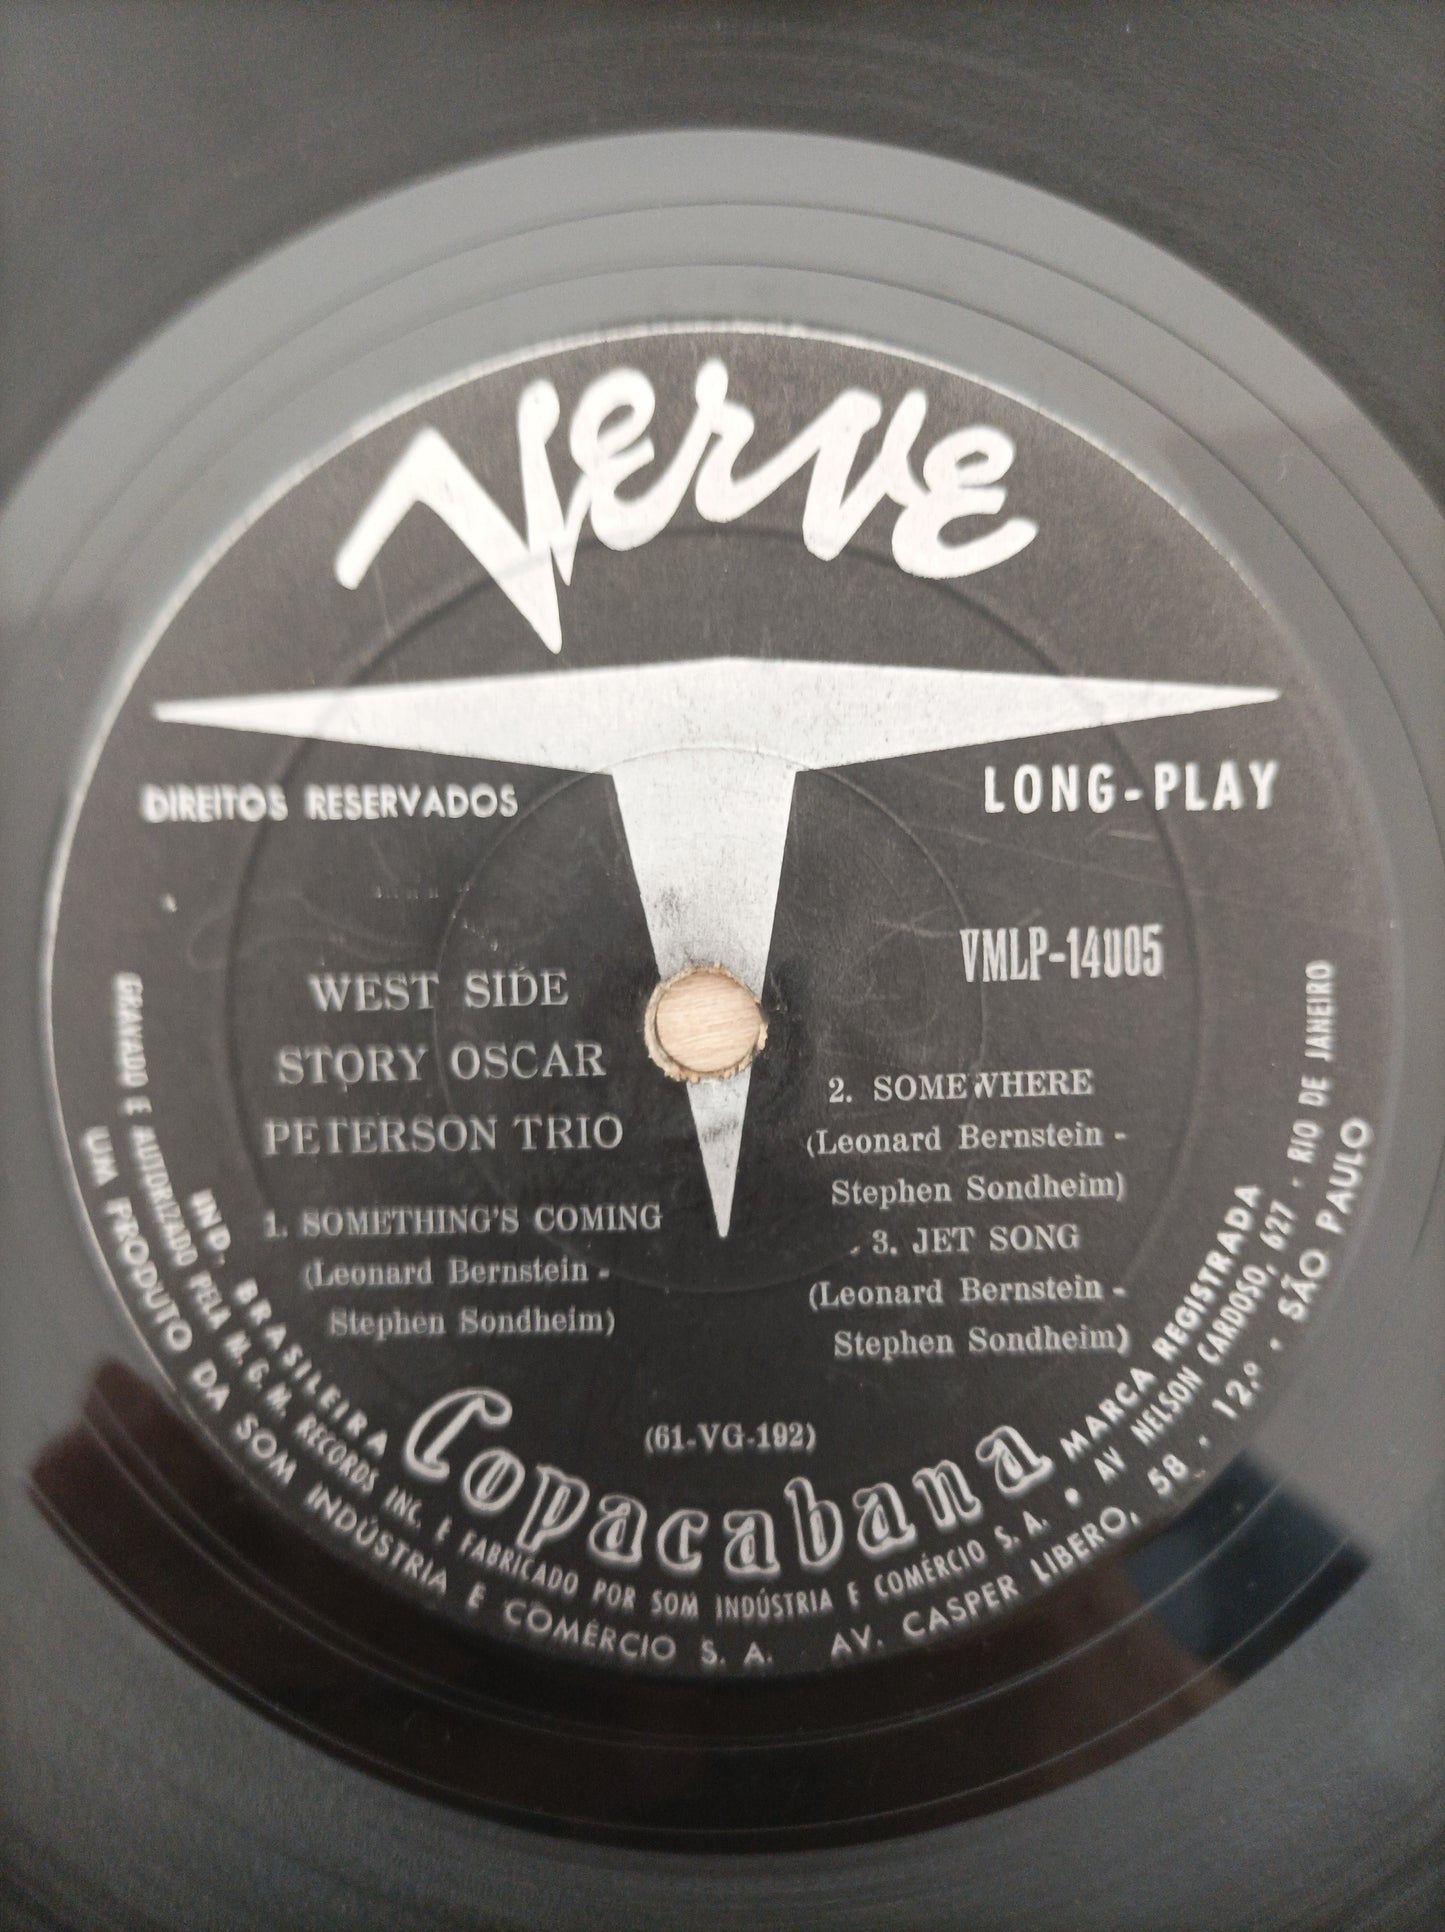 Verve
DIREITOS RESERVADOS
LONG-PLAY
VMLP-14005
WEST SIDE
STORY OSCAR
PETERSON TRIO
1. SOMETHING'S COMING
(Leonard Bernstein -
Stephen Sondheim)
2. SOMEWHERE
(Leonard Bernstein -
Stephen Sondheim)
3. JET SONG
(Leonard Bernstein -
Stephen Sondheim)
(61-VG-192)
IND. BRASILEIRA Copacabana MARCA REGISTRADA
GRAVADO E AUTORIZADO PELA M. G. M. RECORDS INC. E FABRICADO POR SOM INDÚSTRIA E COMÉRCIO S. A. • AV NELSON CARDOSO, 627 - RIO DE JANEIRO
UM PRODUTO DA SOM INDÚSTRIA E COMÉRCIO S. A. AV. CASPER LIBERO, 58 - 12.º - SÃO PAULO